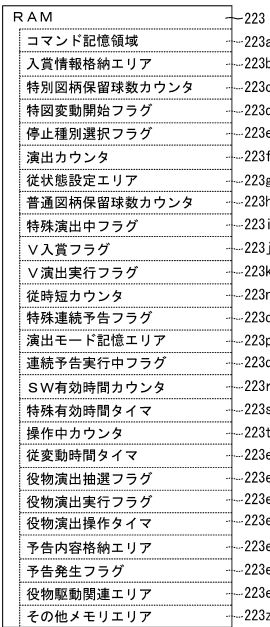 RAM 223
コマンド記憶領域 223a
入賞情報格納エリア 223b
特別図柄保留球数カウンタ 223c
特図変動開始フラグ 223d
停止種別選択フラグ 223e
演出カウンタ 223f
従状態設定エリア 223g
普通図柄保留球数カウンタ 223h
特殊演出中フラグ 223i
V入賞フラグ 223j
V演出実行フラグ 223k
従時短カウンタ
特殊連続予告フラグ
演出モード記憶エリア 223p
連続予告実行中フラグ
SW有効時間カウンタ 223r
特殊有効時間タイマ 223s
操作中カウンタ 223t
従変動時間タイマ 223e
役物演出抽選フラグ 223e
役物演出実行フラグ 223e
役物演出操作タイマ 223e
予告内容格納エリア 223e
予告発生フラグ 223e
役物駆動関連エリア 223e
その他メモリエリア 223z